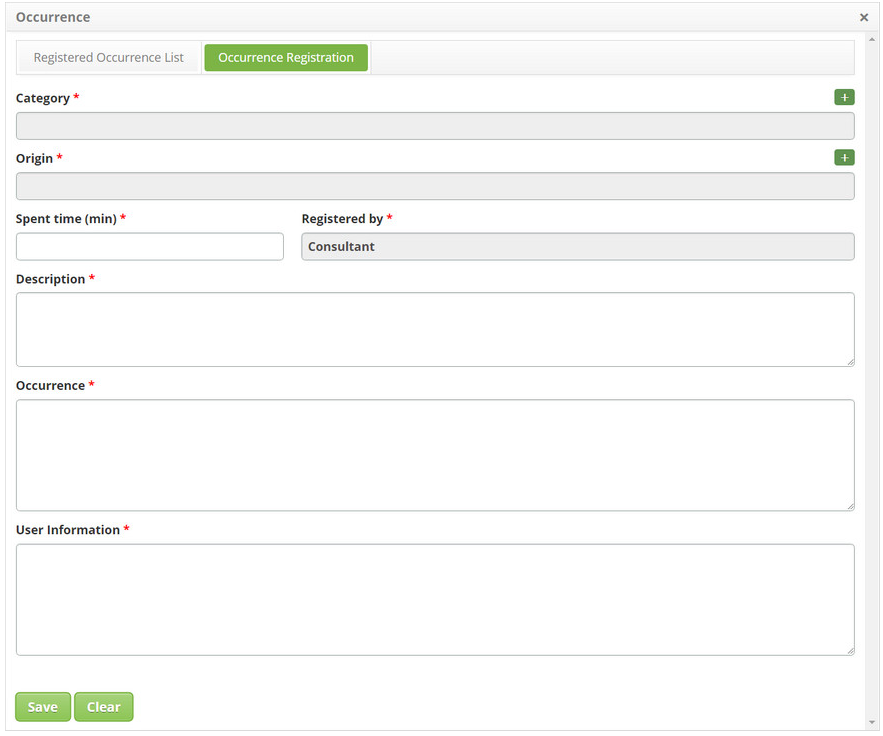 Occurrence ×
Registered Occurrence List Occurrence Registration
Category * +
Origin * +
Spent time (min) * Registered by *
Consultant
Description *
Occurrence *
User Information *
Save Clear